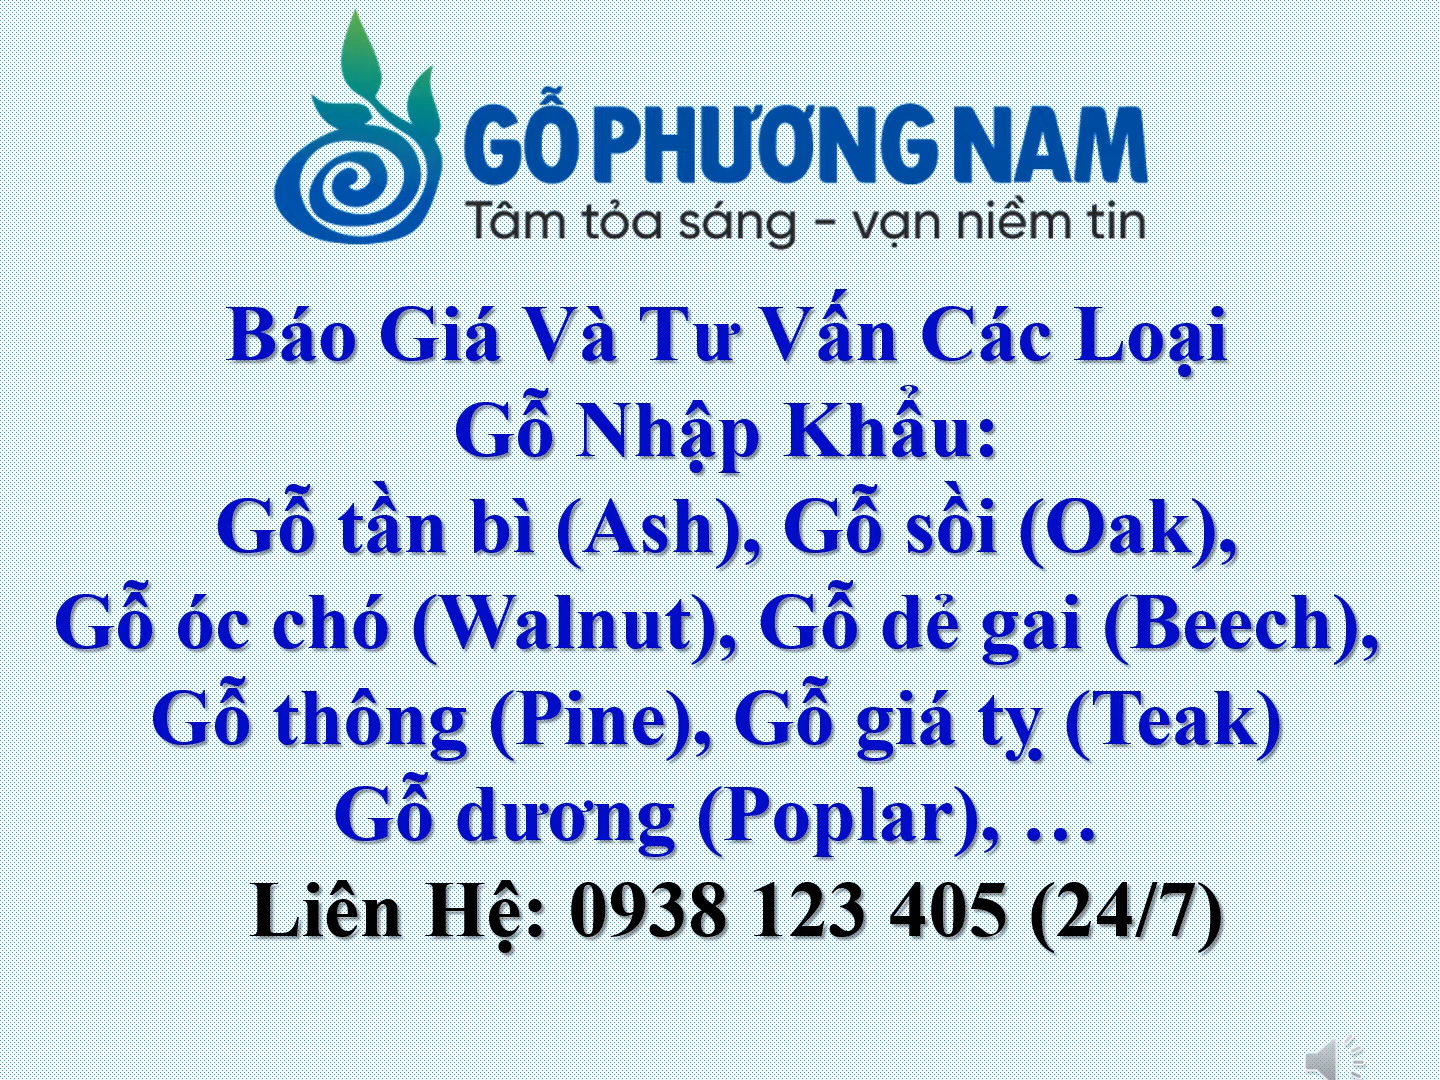 GỖ PHƯƠNG NAM
Tâm tỏa sáng - vạn niềm tin
Báo Giá Và Tư Vấn Các Loại
Gỗ Nhập Khẩu:
Gỗ tần bì (Ash), Gỗ sồi (Oak),
Gỗ óc chó (Walnut), Gỗ dẻ gai (Beech),
Gỗ thông (Pine), Gỗ giá tỵ (Teak)
Gỗ dương (Poplar), …
Liên Hệ: 0938 123 405 (24/7)